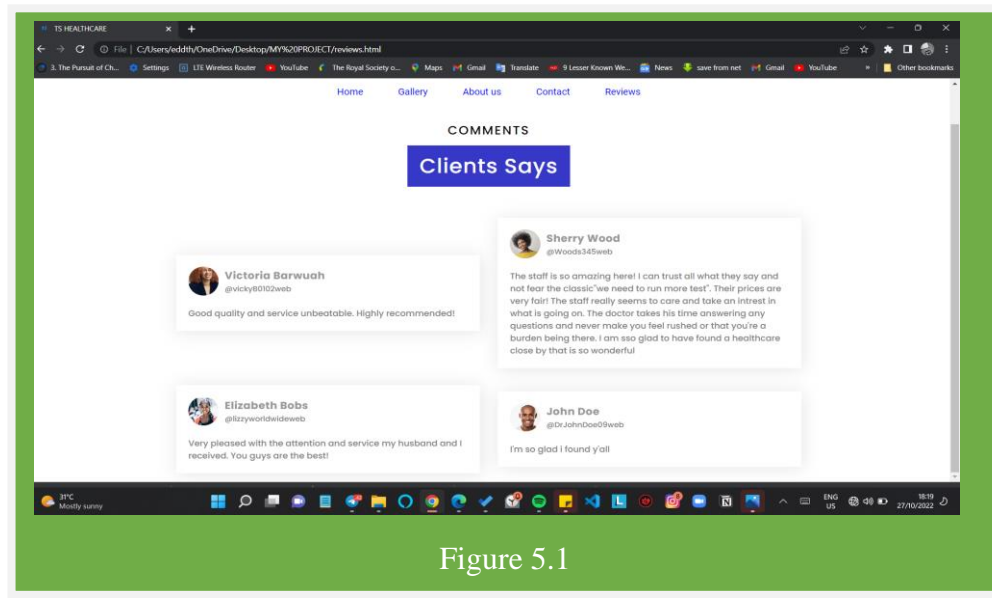 TS HEALTHCARE
File | C:/Users/eddth/OneDrive/Desktop/MY%20PROJECT/reviews.html
3. The Pursuit of Ch... Settings LTE Wireless Router YouTube The Royal Society o... Maps Gmail Translate 9 Lesser Known We... News save from net Gmail YouTube » Other bookmarks
Home Gallery About us Contact Reviews
COMMENTS
Clients Says
Victoria Barwuah
@vicky80102web
Good quality and service unbeatable. Highly recommended!
Sherry Wood
@Woods345web
The staff is so amazing here! I can trust all what they say and
not fear the classic"we need to run more test". Their prices are
very fair! The staff really seems to care and take an intrest in
what is going on. The doctor takes his time answering any
questions and never make you feel rushed or that you're a
burden being there. I am sso glad to have found a healthcare
close by that is so wonderful
Elizabeth Bobs
@lizzyworldwideweb
Very pleased with the attention and service my husband and I
received. You guys are the best!
John Doe
@DrJohnDoe09web
I'm so glad i found y'all
31°C
Mostly sunny
ENG
US
18:19
27/10/2022
Figure 5.1